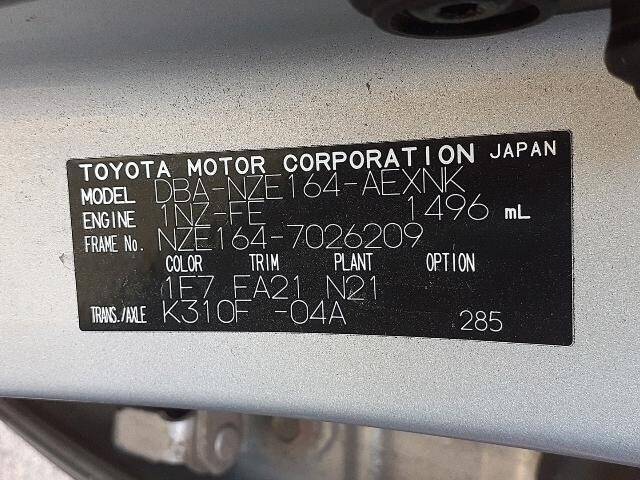 TOYOTA MOTOR CORPORATION JAPAN
MODEL DBA-NZE164-AEXNK
ENGINE 1NZ-FE 1496 mL
FRAME No. NZE164-7026209
COLOR TRIM PLANT OPTION
1F7 FA21 N21
TRANS./AXLE K310F -04A 285